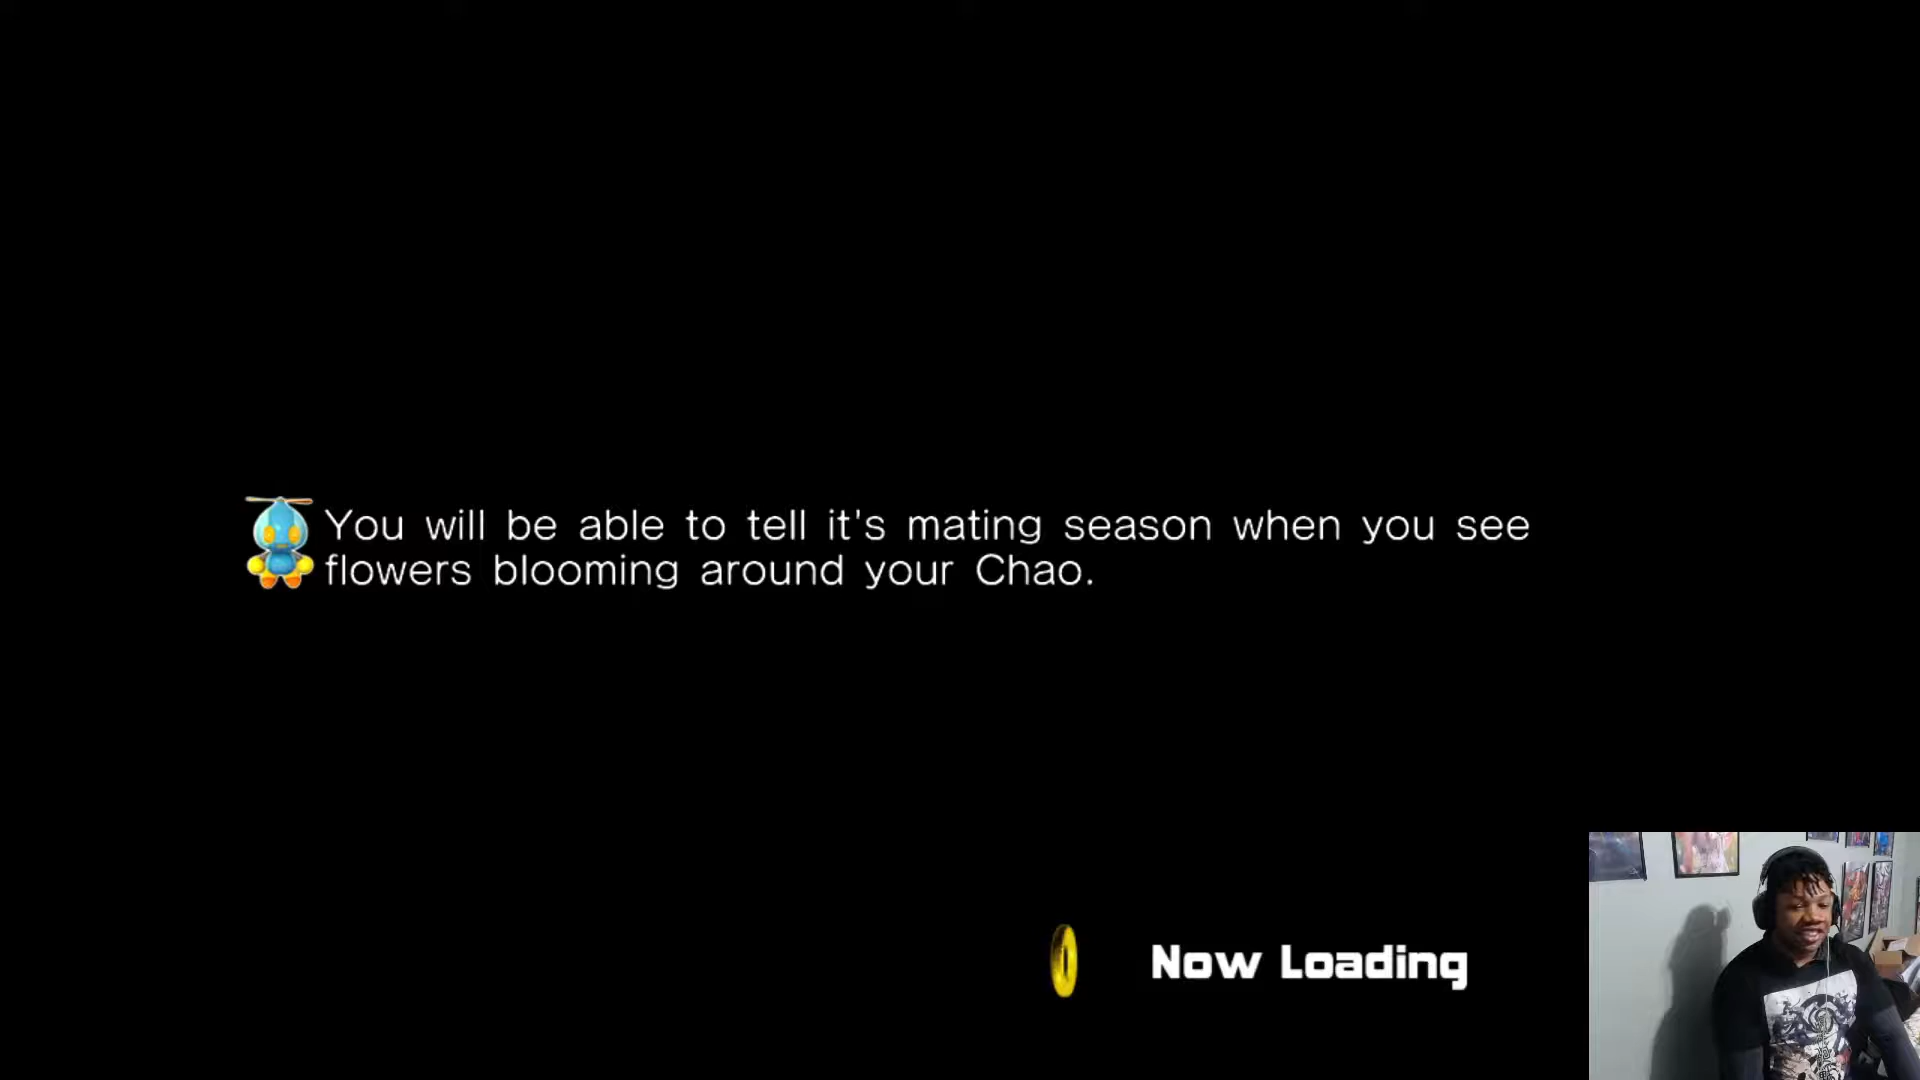 You will be able to tell it's mating season when you see
flowers blooming around your Chao.
Now Loading